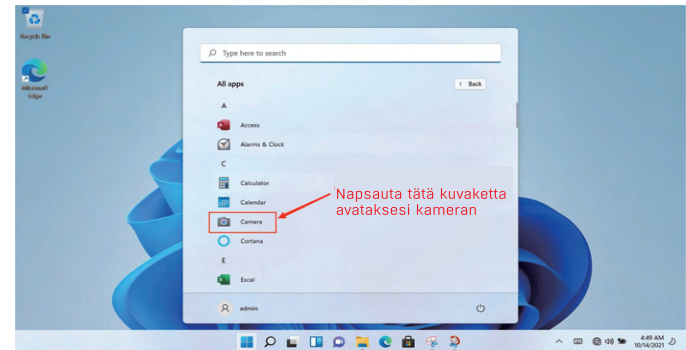 Recycle Bin
Microsoft
Edge
Type here to search
All apps
< Back
A
Access
Alarms & Clock
C
Calculator
Calendar
Camera
Cortana
E
Excel
Napsauta tätä kuvaketta
avataksesi kameran
admin
4:49 AM
10/14/2021